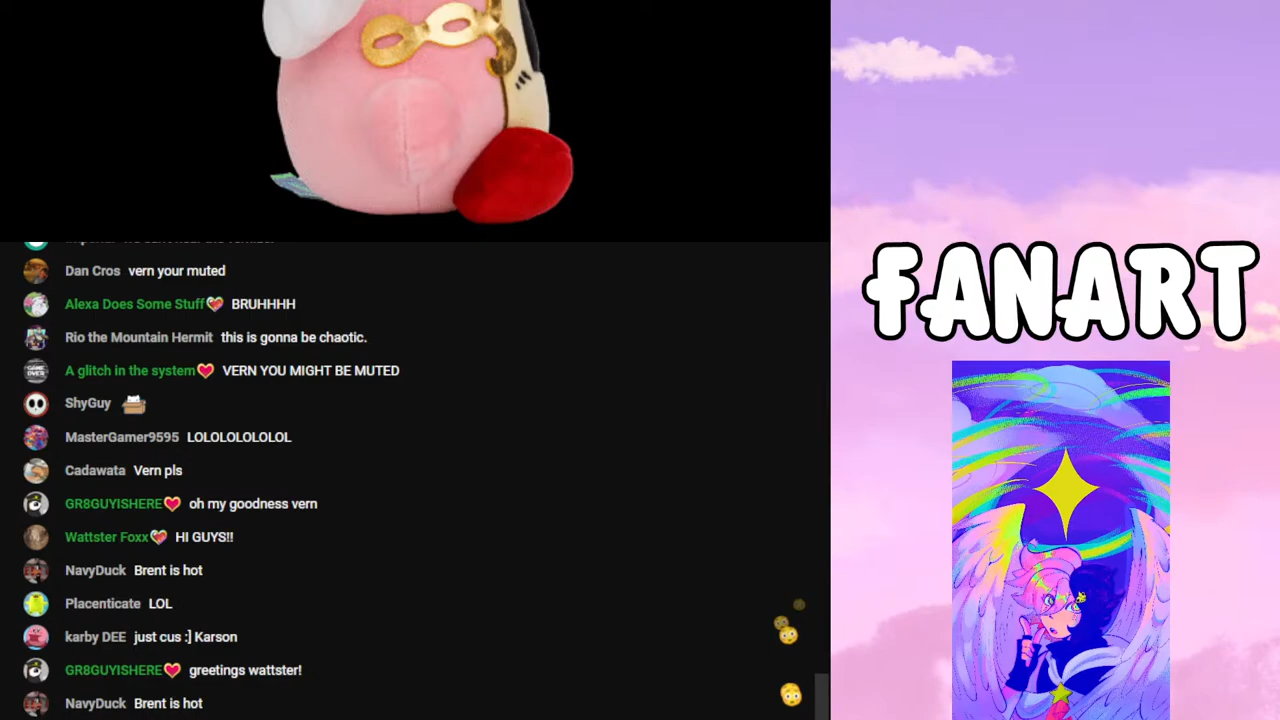 Dan Cros vern your muted
Alexa Does Some Stuff BRUHHHH
Rio the Mountain Hermit this is gonna be chaotic.
A glitch in the system VERN YOU MIGHT BE MUTED
ShyGuy
MasterGamer9595 LOLOLOLOLOLOL
Cadawata Vern pls
GR8GUYISHERE oh my goodness vern
Wattster Foxx HI GUYS!!
NavyDuck Brent is hot
Placenticate LOL
karby DEE just cus :] Karson
GR8GUYISHERE greetings wattster!
NavyDuck Brent is hot
FANART